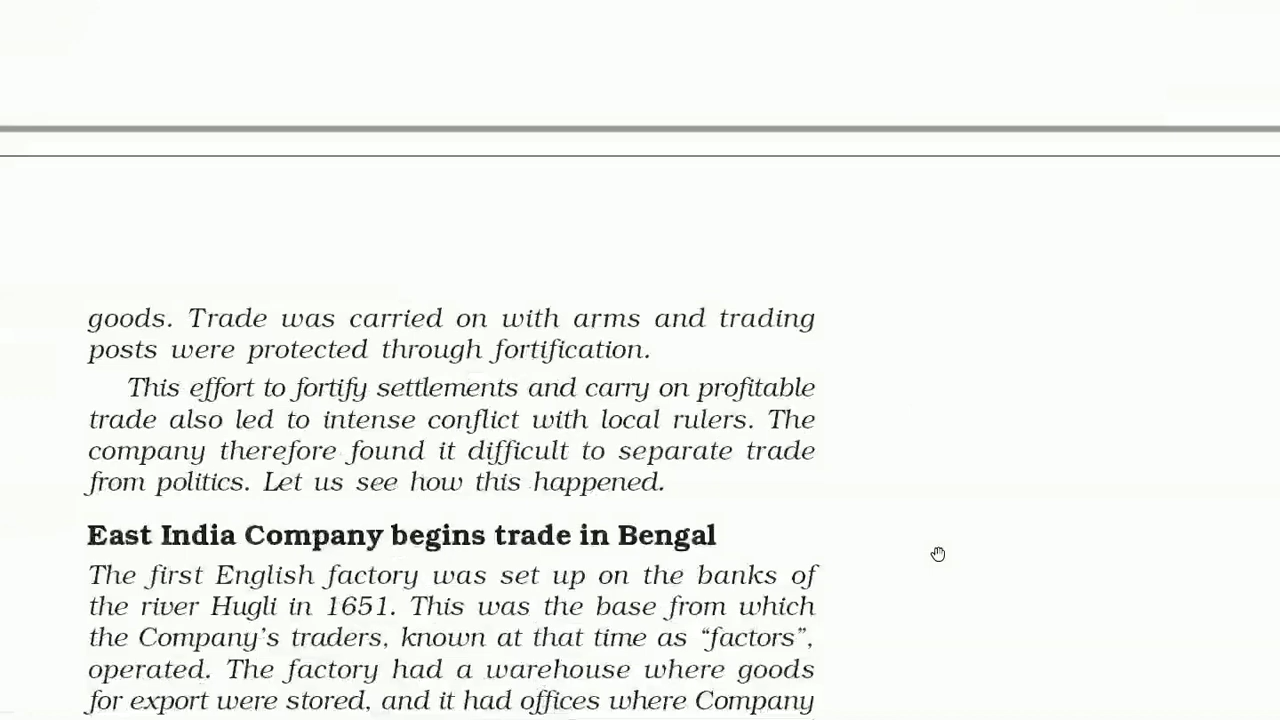 goods. Trade was carried on with arms and trading
posts were protected through fortification.
This effort to fortify settlements and carry on profitable
trade also led to intense conflict with local rulers. The
company therefore found it difficult to separate trade
from politics. Let us see how this happened.
East India Company begins trade in Bengal
The first English factory was set up on the banks of
the river Hugli in 1651. This was the base from which
the Company’s traders, known at that time as “factors”,
operated. The factory had a warehouse where goods
for export were stored, and it had offices where Company